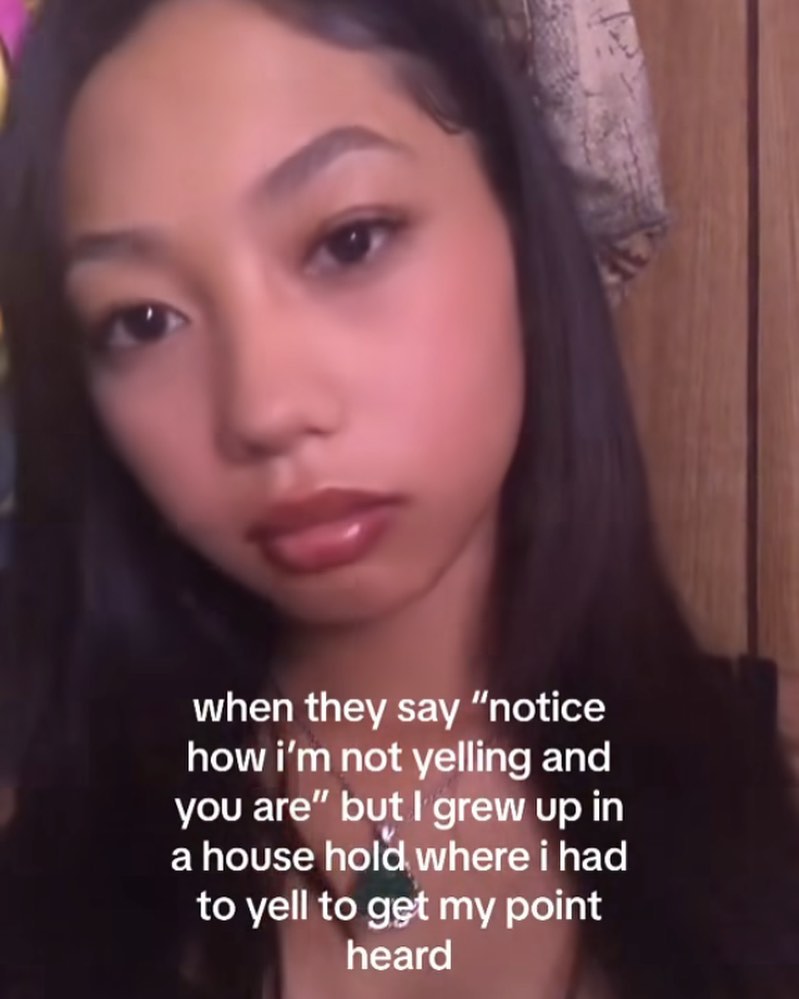 when they say “notice
how i’m not yelling and
you are” but I grew up in
a house hold where i had
to yell to get my point
heard